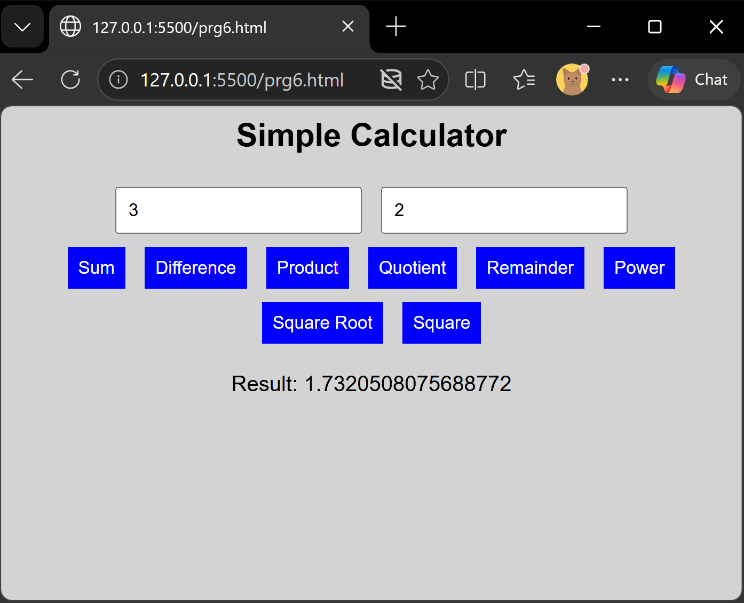 127.0.0.1:5500/prg6.html
127.0.0.1:5500/prg6.html Chat
Simple Calculator
3 2
Sum Difference Product Quotient Remainder Power
Square Root Square
Result: 1.7320508075688772